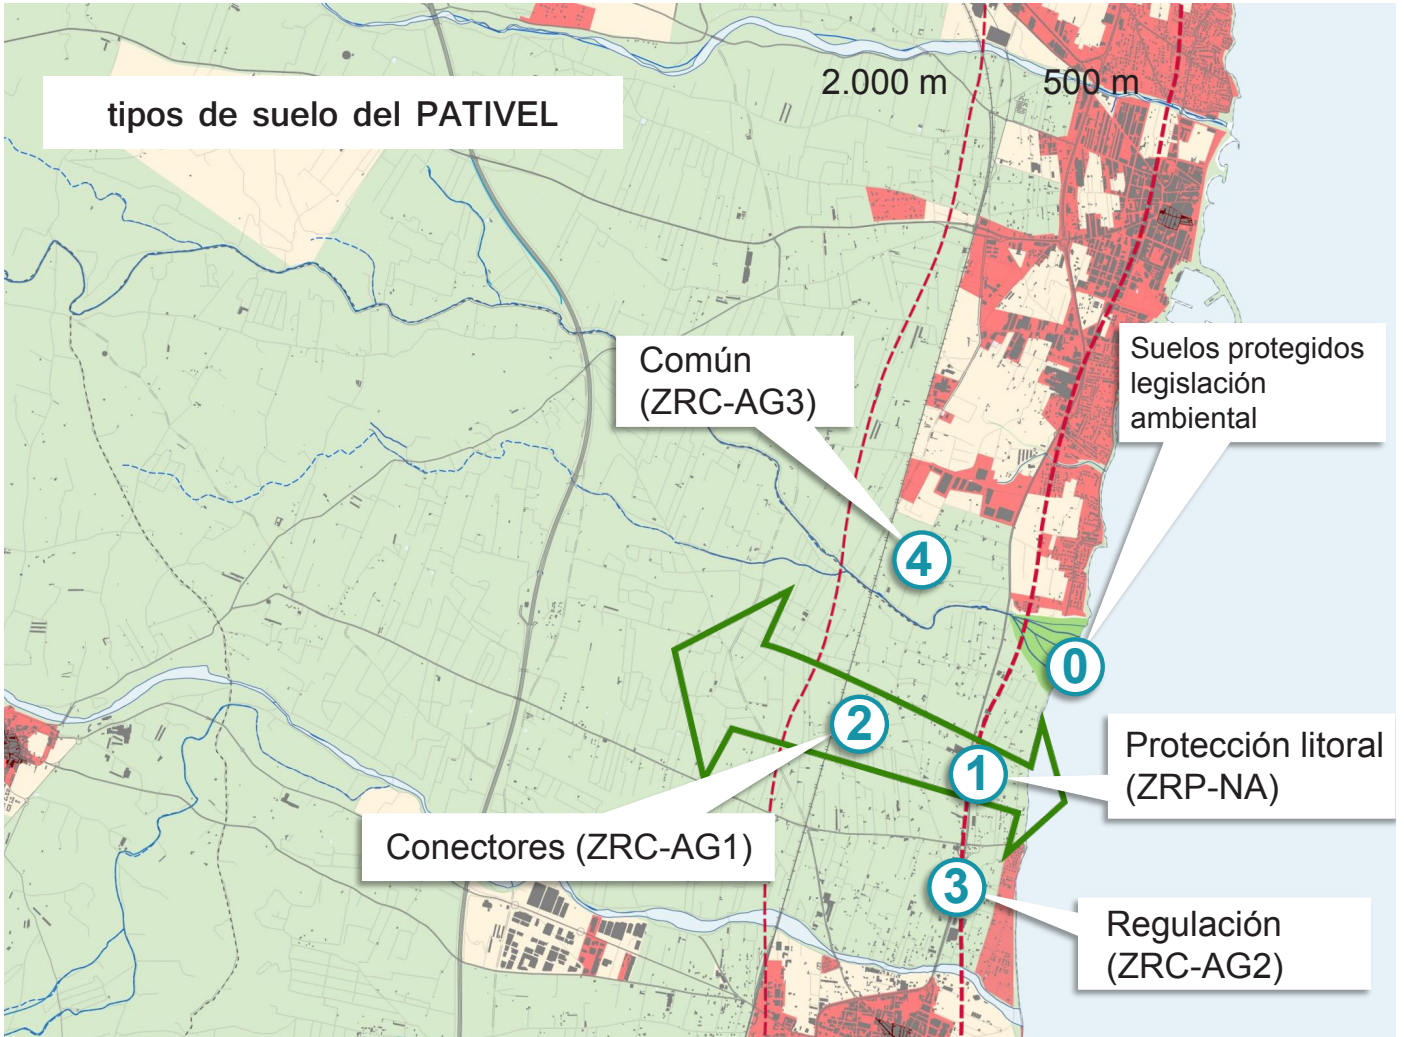 2.000 m
500 m
tipos de suelo del PATIVEL
Común
(ZRC-AG3)
Suelos protegidos
legislación
ambiental
4
0
2
1
Protección litoral
(ZRP-NA)
Conectores (ZRC-AG1)
3
Regulación
(ZRC-AG2)